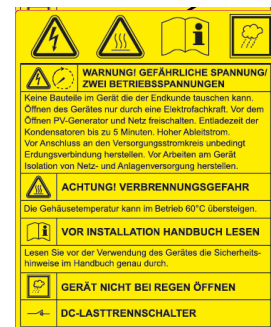 WARNUNG! GEFÄHRLICHE SPANNUNG/
ZWEI BETRIEBSSPANNUNGEN
Keine Bauteile im Gerät die der Endkunde tauschen kann.
Öffnen des Gerätes nur durch eine Elektrofachkraft. Vor dem
Öffnen PV-Generator und Netz freischalten. Entladezeit der
Kondensatoren bis zu 5 Minuten. Hoher Ableitstrom.
Vor Anschluss an den Versorgungsstromkreis unbedingt
Erdungsverbindung herstellen. Vor Arbeiten am Gerät
Isolation von Netz- und Anlagenversorgung herstellen.
ACHTUNG! VERBRENNUNGSGEFAHR
Die Gehäusetemperatur kann im Betrieb 60°C übersteigen.
VOR INSTALLATION HANDBUCH LESEN
Lesen Sie vor der Verwendung des Gerätes die Sicherheits-
hinweise im Handbuch genau durch.
GERÄT NICHT BEI REGEN ÖFFNEN
DC-LASTTRENNSCHALTER